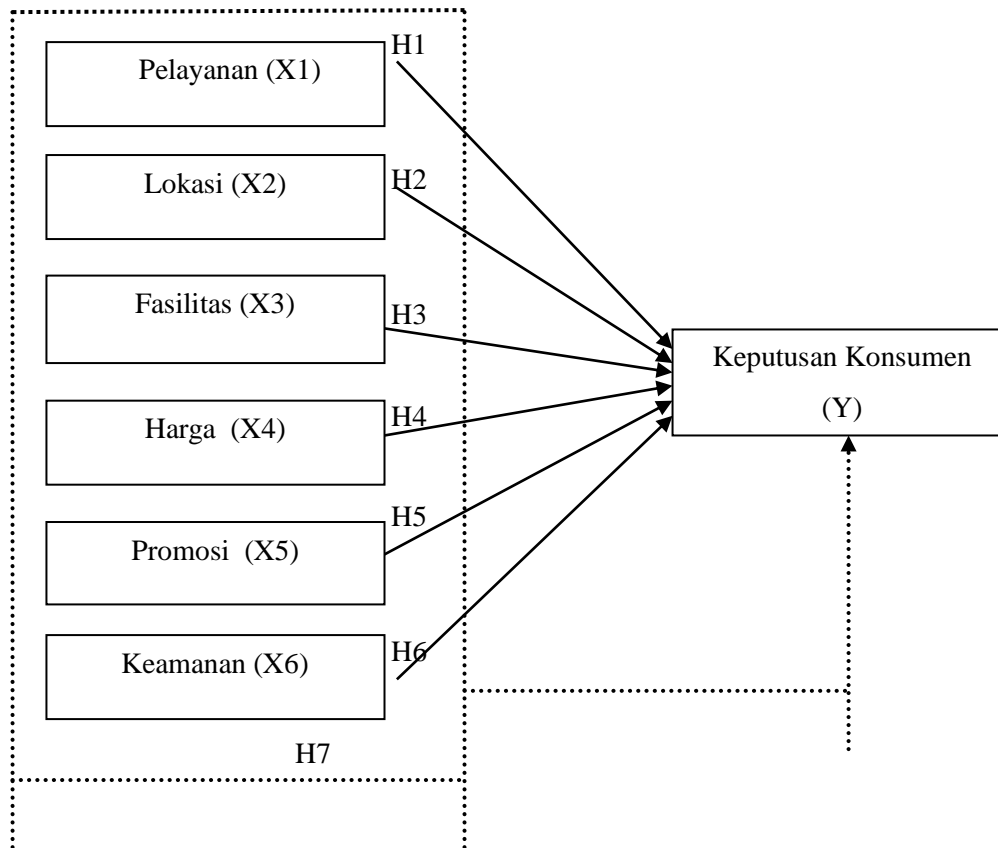 H1
Pelayanan (X1)
H2
Lokasi (X2)
H3
Fasilitas (X3)
Keputusan Konsumen
(Y)
H4
Harga  (X4)
H5
Promosi  (X5)
H6
Keamanan (X6)
H7